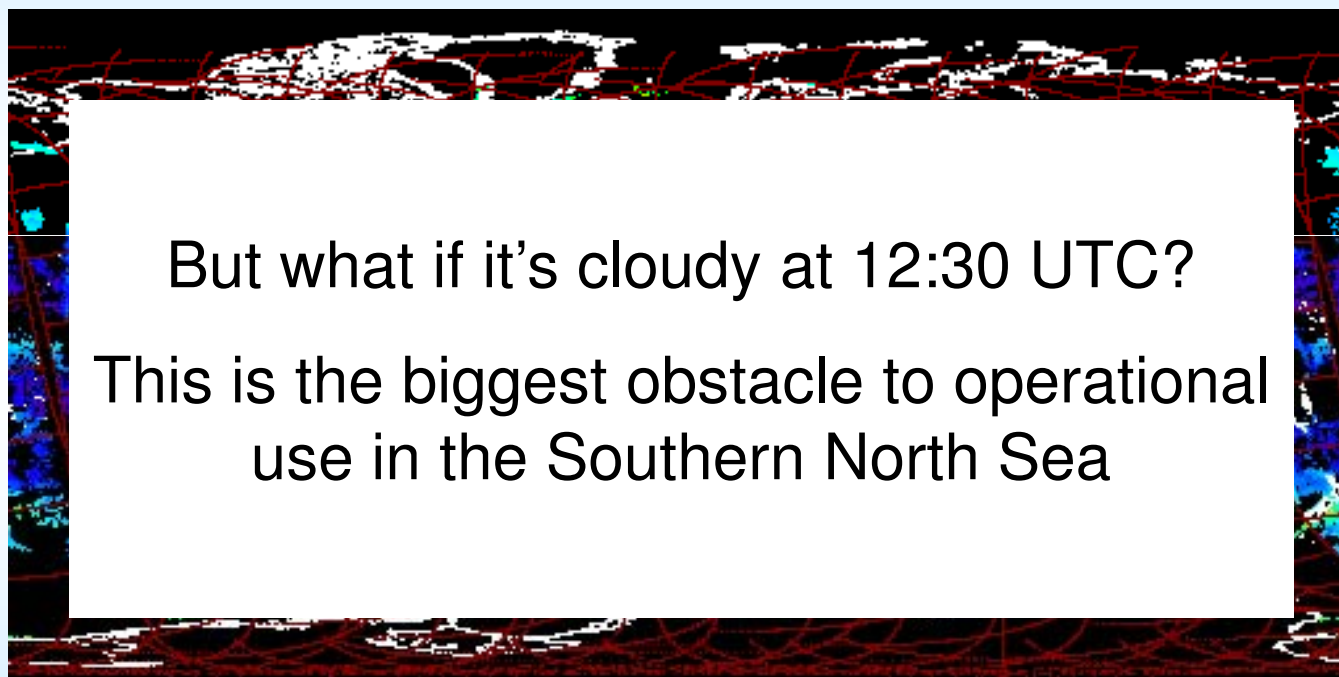 But what if it’s cloudy at 12:30 UTC?
This is the biggest obstacle to operational
use in the Southern North Sea